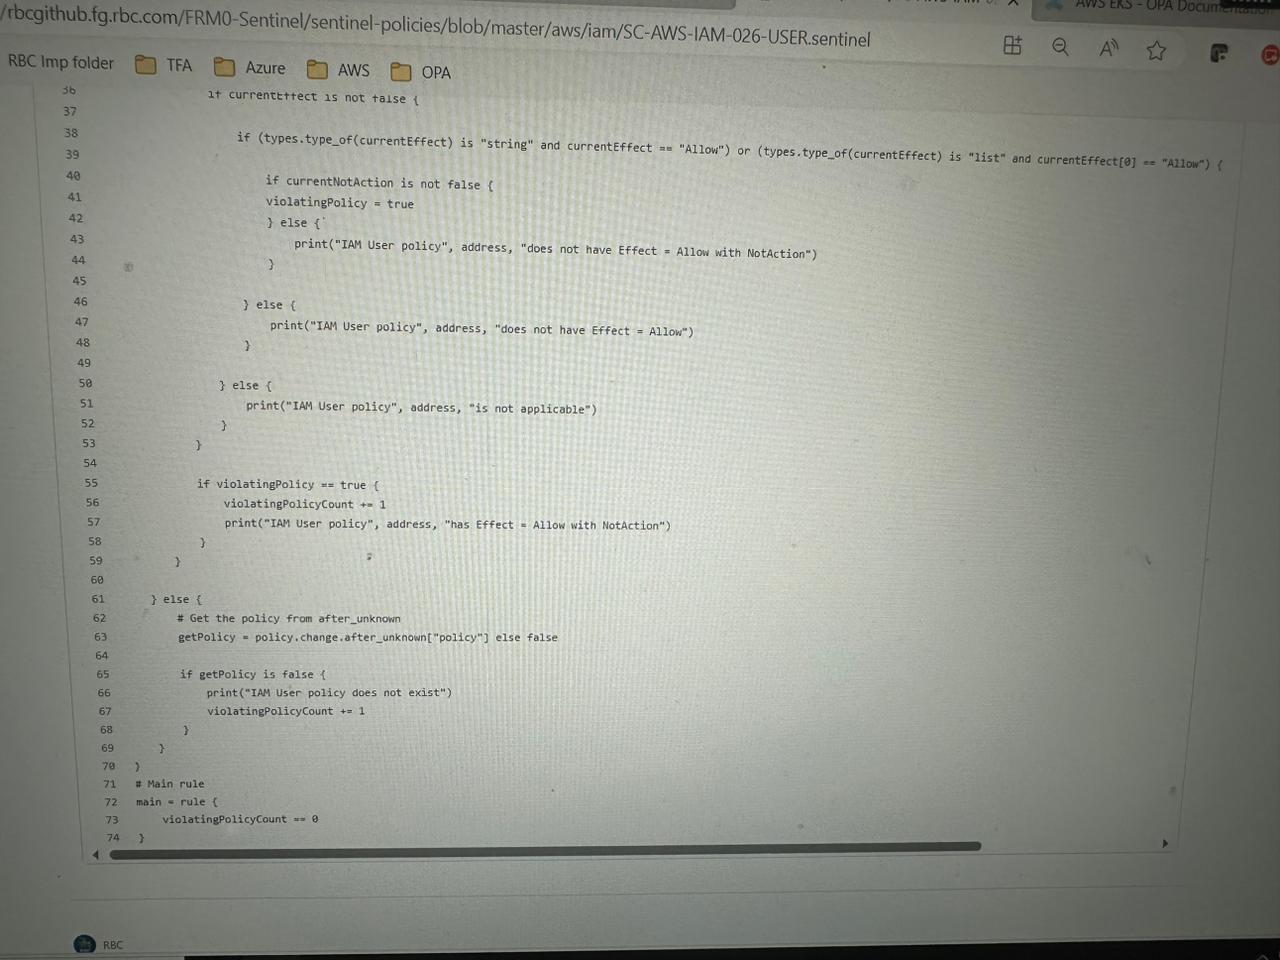 /rbcgithub.fg.rbc.com/FRM0-Sentinel/sentinel-policies/blob/master/aws/iam/SC-AWS-IAM-026-USER.sentinel
AWS EKS - OPA Documentation
RBC Imp folder TFA Azure AWS OPA
36 if currentEffect is not false {
37
38 if (types.type_of(currentEffect) is "string" and currentEffect == "Allow") or (types.type_of(currentEffect) is "list" and currentEffect[0] == "Allow") {
39
40 if currentNotAction is not false {
41 violatingPolicy = true
42 } else {
43 print("IAM User policy", address, "does not have Effect = Allow with NotAction")
44 }
45
46 } else {
47 print("IAM User policy", address, "does not have Effect = Allow")
48 }
49
50 } else {
51 print("IAM User policy", address, "is not applicable")
52 }
53 }
54
55 if violatingPolicy == true {
56 violatingPolicyCount += 1
57 print("IAM User policy", address, "has Effect = Allow with NotAction")
58 }
59 }
60
61 } else {
62 # Get the policy from after_unknown
63 getPolicy = policy.change.after_unknown["policy"] else false
64
65 if getPolicy is false {
66 print("IAM User policy does not exist")
67 violatingPolicyCount += 1
68 }
69 }
70 }
71 # Main rule
72 main = rule {
73 violatingPolicyCount == 0
74 }
RBC